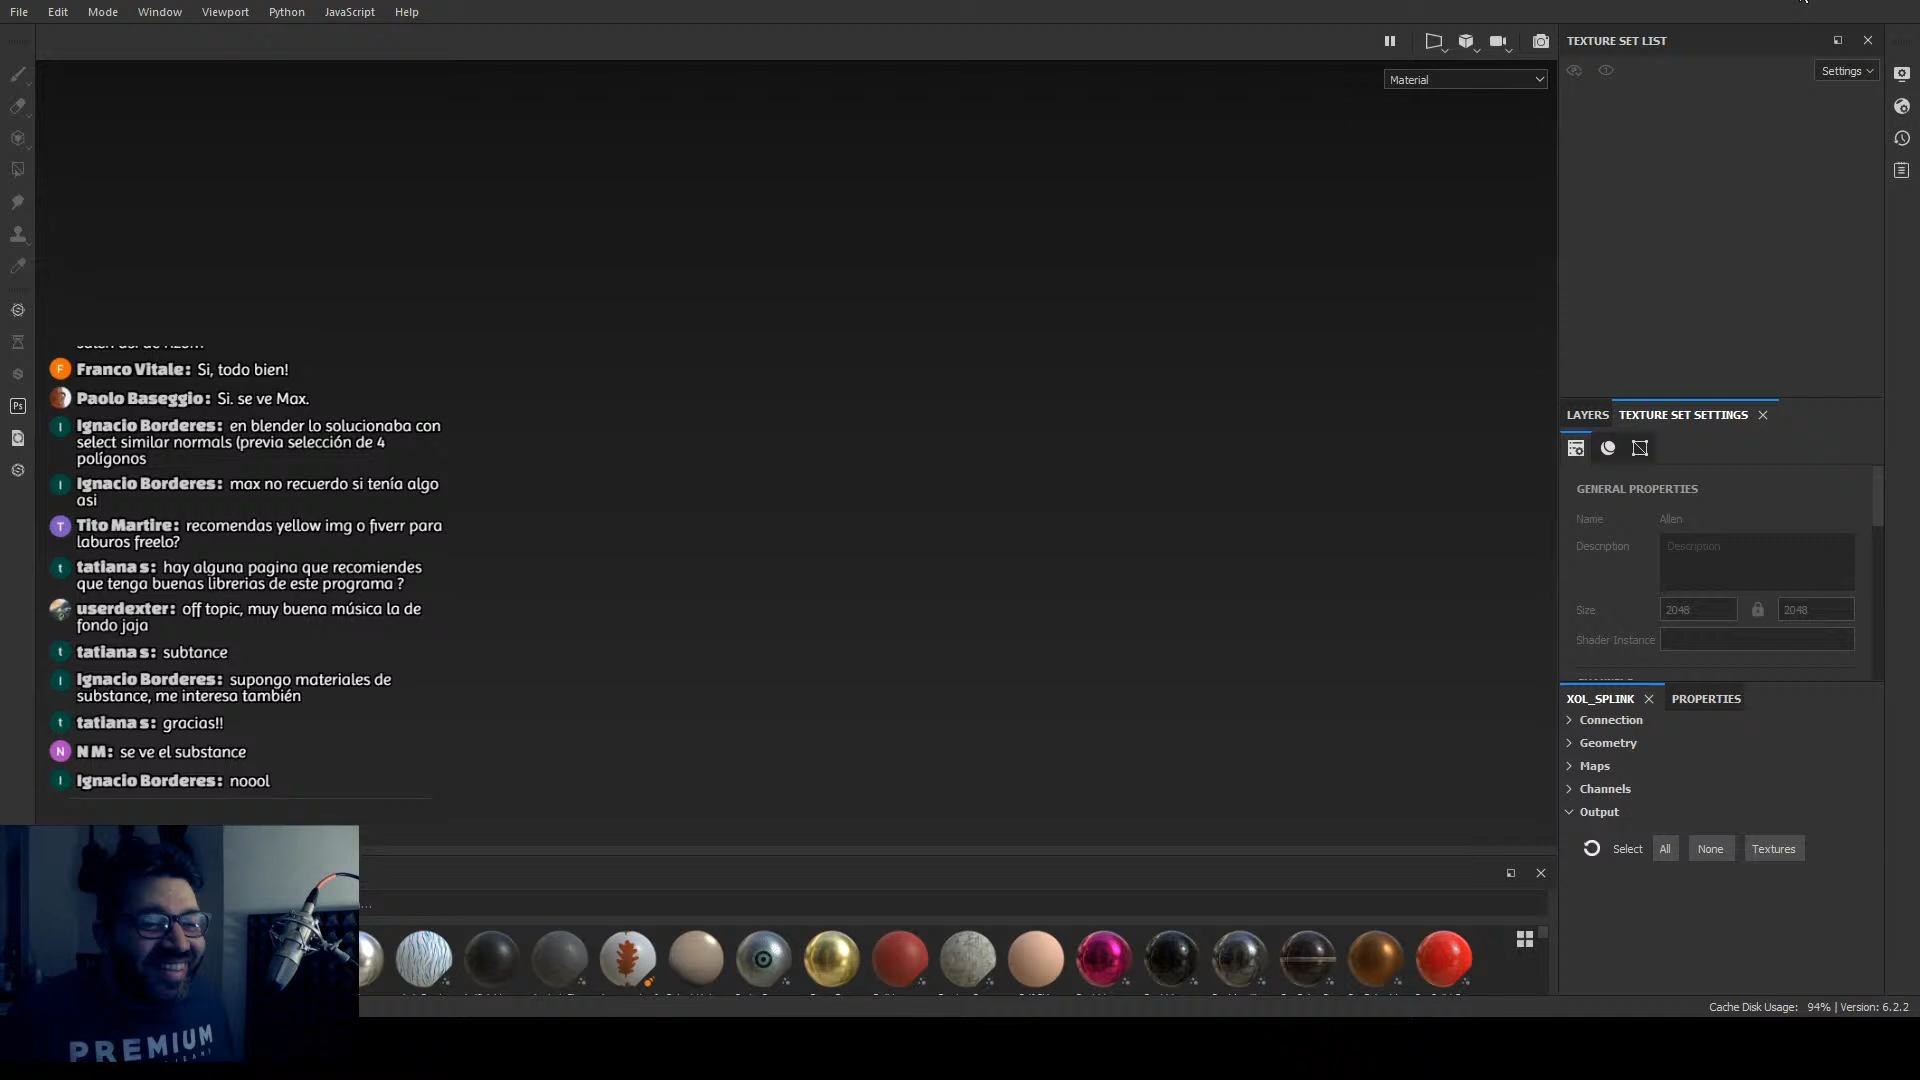 File Edit Mode Window Viewport Python JavaScript Help
TEXTURE SET LIST
Settings
Material
Franco Vitale: Si, todo bien!
Paolo Baseggio: Si. se ve Max.
Ignacio Borderes: en blender lo solucionaba con
select similar normals (previa selección de 4
polígonos
Ignacio Borderes: max no recuerdo si tenía algo
asi
Tito Martire: recomendas yellow img o fiverr para
laburos freelo?
tatiana s: hay alguna pagina que recomiendes
que tenga buenas librerias de este programa ?
userdexter: off topic, muy buena música la de
fondo jaja
tatiana s: subtance
Ignacio Borderes: supongo materiales de
substance, me interesa también
tatiana s: gracias!!
N M: se ve el substance
Ignacio Borderes: noool
LAYERS TEXTURE SET SETTINGS
GENERAL PROPERTIES
Name Allen
Description Description
Size 2048 2048
Shader Instance
XOL_SPLINK PROPERTIES
Connection
Geometry
Maps
Channels
Output
Select All None Textures
Ps
PREMIUM
Cache Disk Usage: 94% | Version: 6.2.2